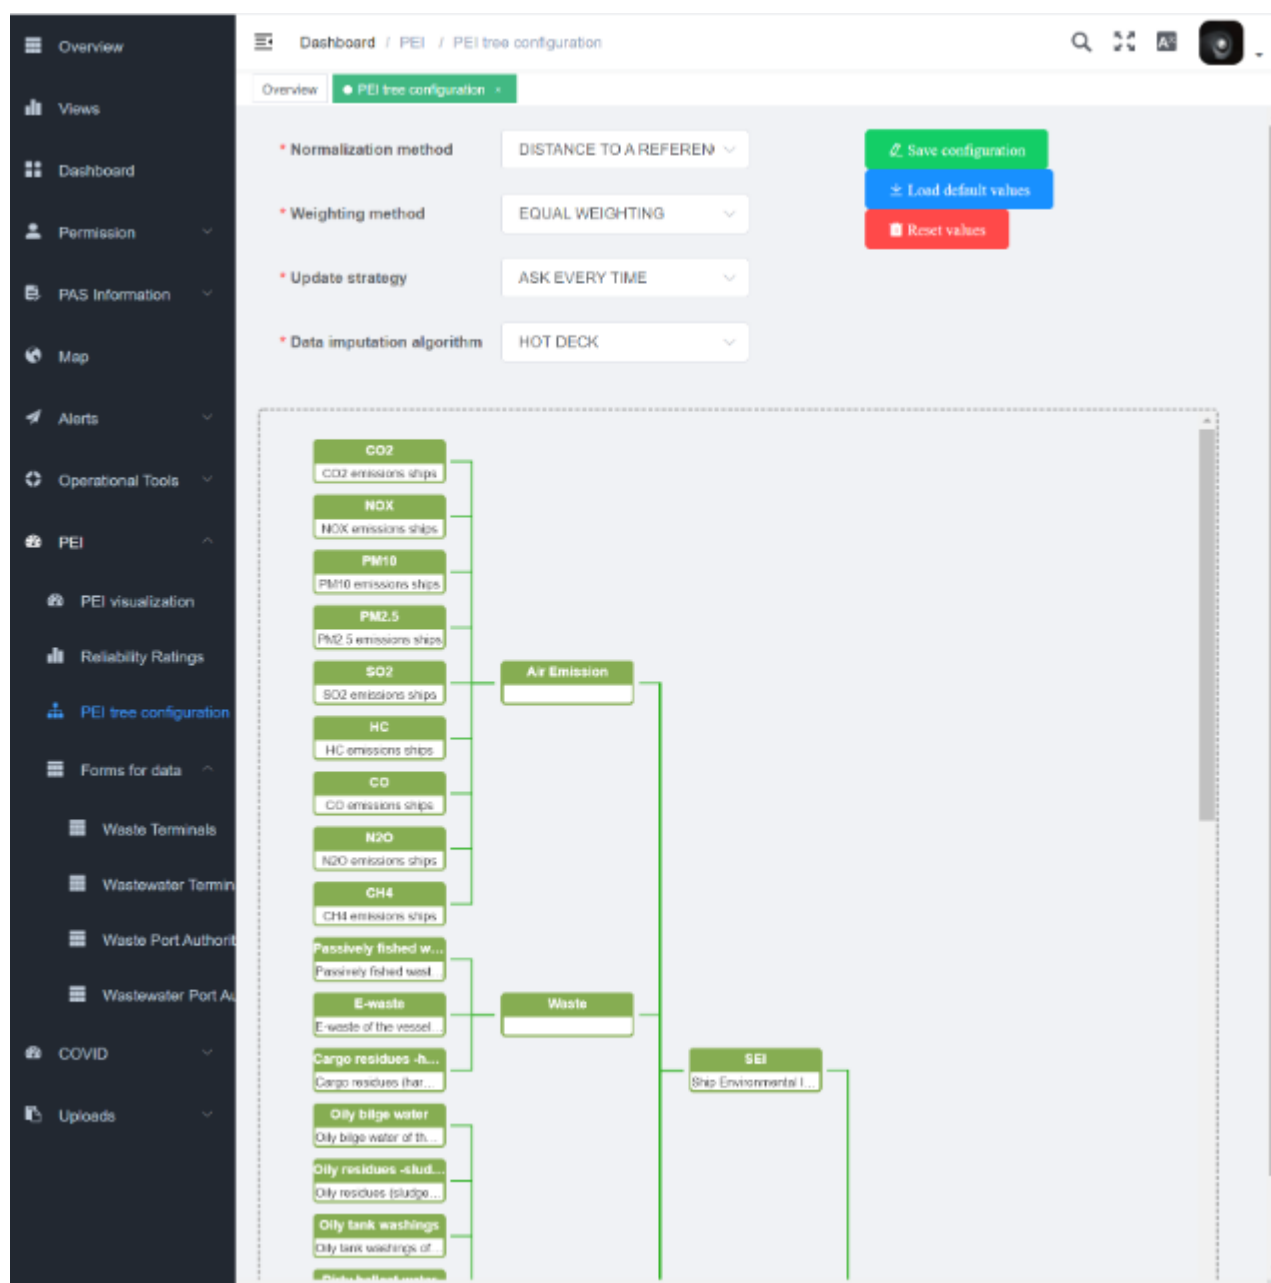 Overview
Views
Dashboard
Permission
PAS Information
Map
Alerts
Operational Tools
PEI
PEI visualization
Reliability Ratings
PEI tree configuration
Forms for data
Waste Terminals
Wastewater Termin
Waste Port Authorit
Wastewater Port Au
COVID
Uploads
Dashboard / PEI / PEI tree configuration
Overview
PEI tree configuration ×
* Normalization method DISTANCE TO A REFEREN
* Weighting method EQUAL WEIGHTING
* Update strategy ASK EVERY TIME
* Data imputation algorithm HOT DECK
Save configuration
Load default values
Reset values
CO2
CO2 emissions ships
NOX
NOX emissions ships
PM10
PM10 emissions ships
PM2.5
PM2.5 emissions ships
SO2
SO2 emissions ships
HC
HC emissions ships
CO
CO emissions ships
N2O
N2O emissions ships
CH4
CH4 emissions ships
Air Emission
Passively fished w...
Passively fished wast...
E-waste
E-waste of the vessel...
Cargo residues -h...
Cargo residues (har...
Waste
SEI
Ship Environmental I...
Oily bilge water
Oily bilge water of th...
Oily residues -slud...
Oily residues (sludge...
Oily tank washings
Oily tank washings of...
Dirty ballast water